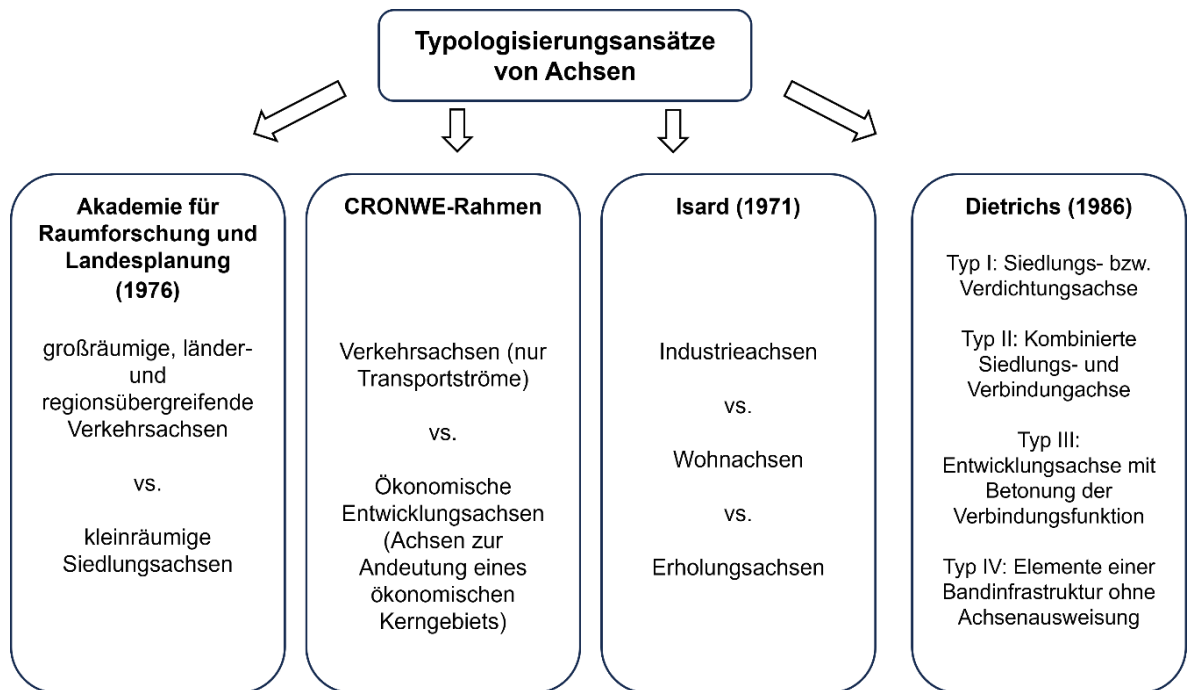 Typologisierungsansätze
von Achsen
Akademie für
Raumforschung und
Landesplanung
(1976)
großräumige, länder-
und
regionsübergreifende
Verkehrsachsen
vs.
kleinräumige
Siedlungsachsen
CRONWE-Rahmen
Verkehrsachsen (nur
Transportströme)
vs.
Ökonomische
Entwicklungsachsen
(Achsen zur
Andeutung eines
ökonomischen
Kerngebiets)
Isard (1971)
Industrieachsen
vs.
Wohnachsen
vs.
Erholungsachsen
Dietrichs (1986)
Typ I: Siedlungs- bzw.
Verdichtungsachse
Typ II: Kombinierte
Siedlungs- und
Verbindungachse
Typ III:
Entwicklungsachse mit
Betonung der
Verbindungsfunktion
Typ IV: Elemente einer
Bandinfrastruktur ohne
Achsenausweisung